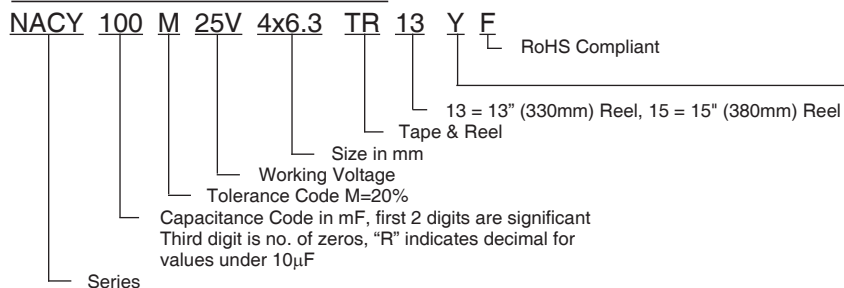 NACY 100 M 25V 4x6.3 TR 13 Y F
RoHS Compliant
13 = 13” (330mm) Reel, 15 = 15" (380mm) Reel
Tape & Reel
Size in mm
Working Voltage
Tolerance Code M=20%
Capacitance Code in mF, first 2 digits are significant
Third digit is no. of zeros, “R” indicates decimal for
values under 10μF
Series